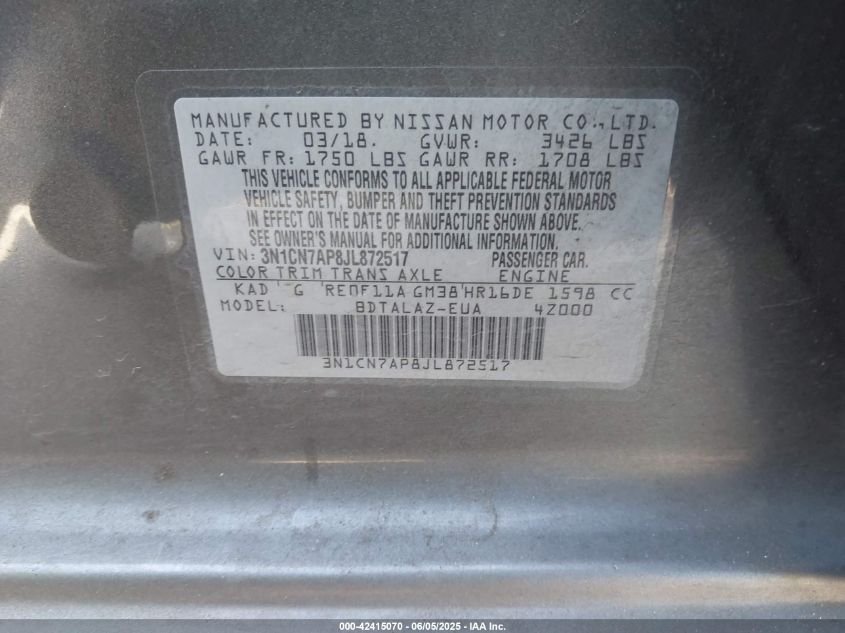 MANUFACTURED BY NISSAN MOTOR CO., LTD.
DATE: 03/18. GVWR: 3426 LBS
GAWR FR: 1750 LBS GAWR RR: 1708 LBS
THIS VEHICLE CONFORMS TO ALL APPLICABLE FEDERAL MOTOR
VEHICLE SAFETY, BUMPER AND THEFT PREVENTION STANDARDS
IN EFFECT ON THE DATE OF MANUFACTURE SHOWN ABOVE.
SEE OWNER'S MANUAL FOR ADDITIONAL INFORMATION.
VIN: 3N1CN7AP8JL872517 PASSENGER CAR.
COLOR TRIM TRANS AXLE ENGINE
KAD G RE0F11A GM38 HR16DE 1598 CC
MODEL: BDTALAZ-EUA 4Z000
3N1CN7AP8JL872517
000-42415070 | 06/05/2025 - IAA Inc.